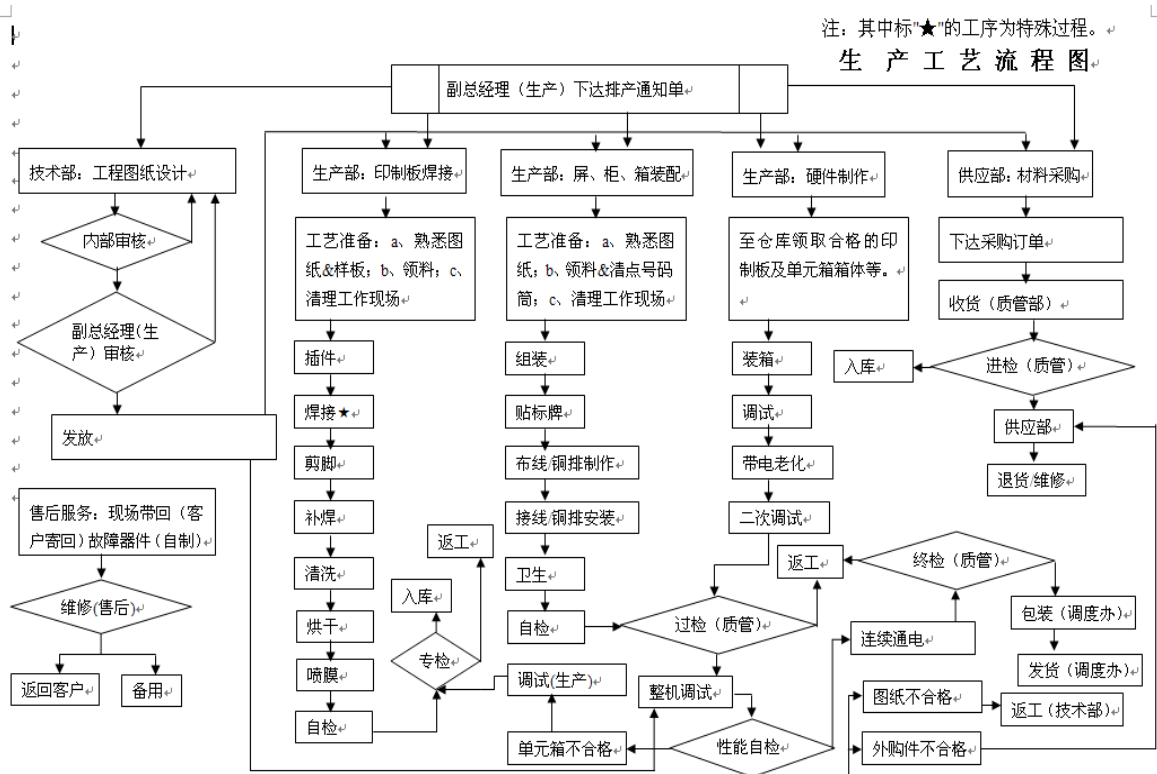 注：其中标"★"的工序为特殊过程。
生 产 工 艺 流 程 图
副总经理（生产）下达排产通知单
技术部：工程图纸设计
内部审核
副总经理(生
产）审核
发放
售后服务：现场带回（客
户寄回）故障器件（自制）
维修(售后)
返回客户
备用
生产部：印制板焊接
工艺准备：a、熟悉图
纸&样板；b、领料；c、
清理工作现场
插件
焊接★
剪脚
补焊
清洗
烘干
喷膜
自检
专检
入库
返工
生产部：屏、柜、箱装配
工艺准备：a、熟悉图
纸；b、领料&清点号码
筒；c、清理工作现场
组装
贴标牌
布线/铜排制作
接线/铜排安装
卫生
自检
调试(生产)
单元箱不合格
生产部：硬件制作
至仓库领取合格的印
制板及单元箱箱体等。
装箱
调试
带电老化
二次调试
返工
过检（质管）
整机调试
性能自检
供应部：材料采购
下达采购订单
收货（质管部）
进检（质管）
入库
供应部
退货/维修
终检（质管）
包装（调度办）
发货（调度办）
连续通电
图纸不合格
返工（技术部）
外购件不合格